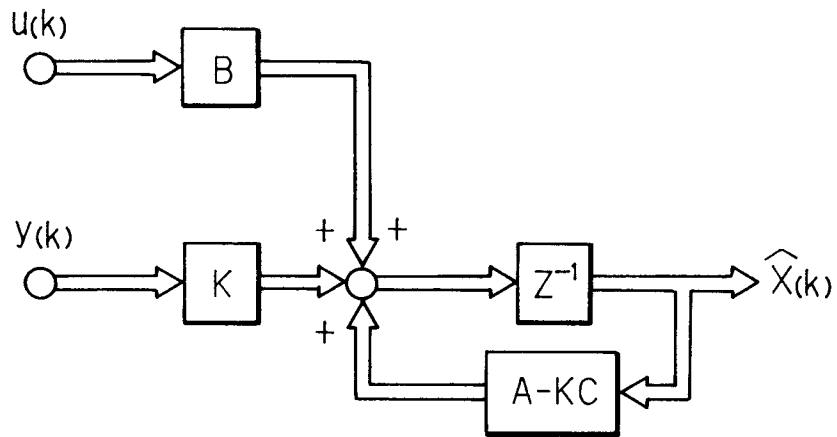 u(k)
B
+ +
y(k)
K
Z⁻¹
X̂(k)
+
A-KC